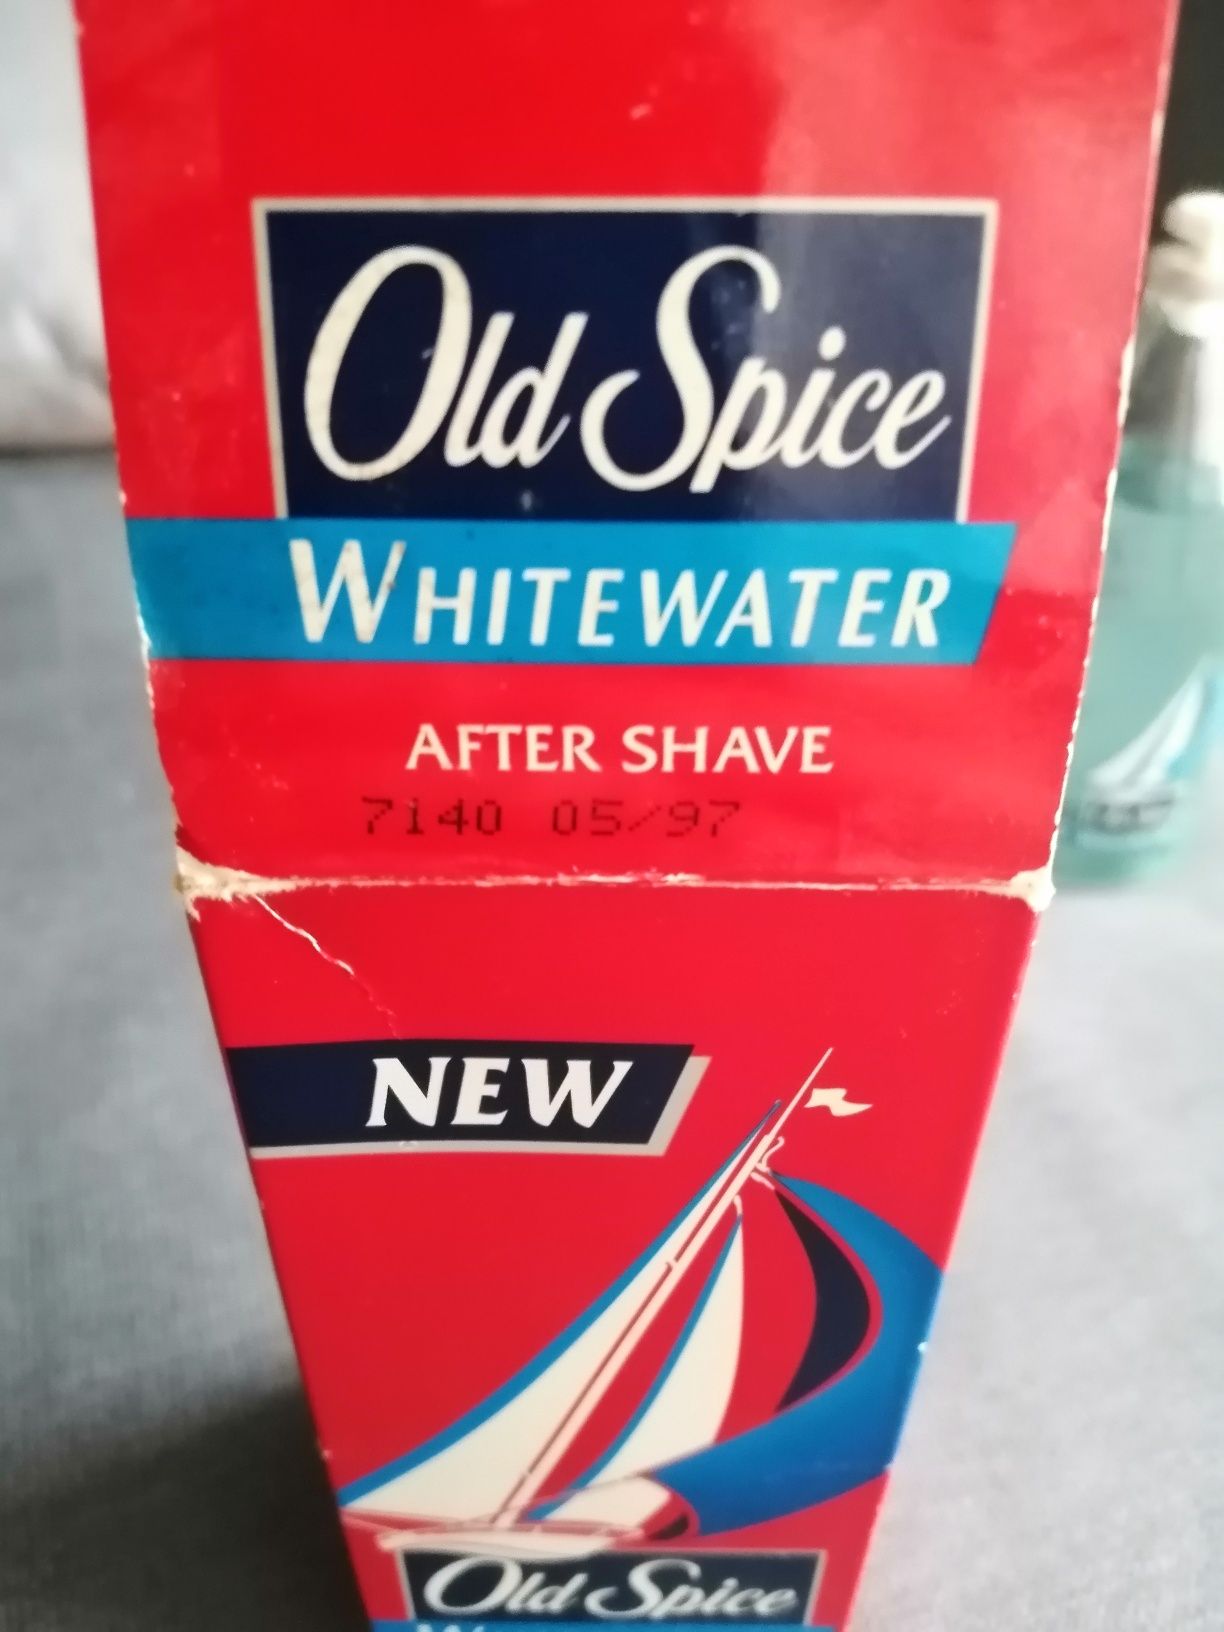 Old Spice
WHITEWATER
AFTER SHAVE
7140 05/97
NEW
Old Spice